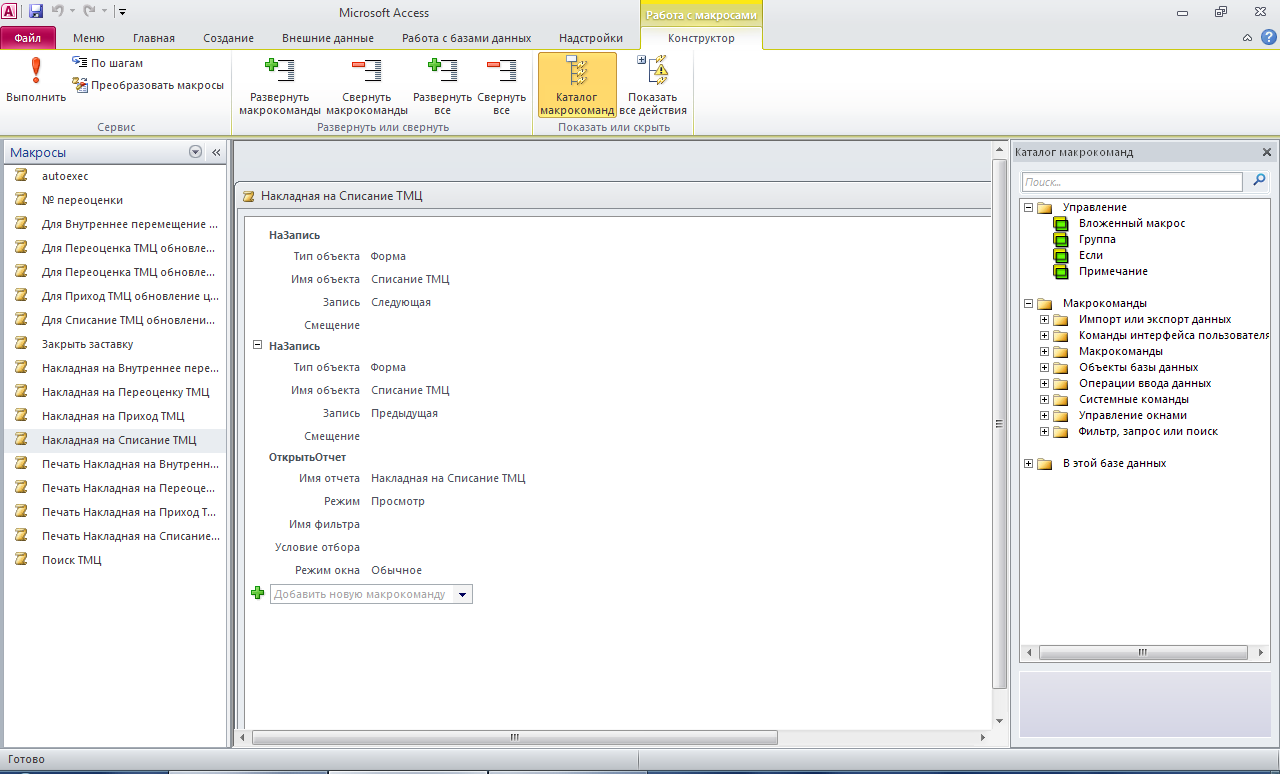 Microsoft Access
Работа с макросами
Файл
Меню
Главная
Создание
Внешние данные
Работа с базами данных
Надстройки
Конструктор
Выполнить
По шагам
Преобразовать макросы
Сервис
Развернуть макрокоманды
Свернуть макрокоманды
Развернуть все
Свернуть все
Развернуть или свернуть
Каталог макрокоманд
Показать все действия
Показать или скрыть
Макросы
autoexec
№ переоценки
Для Внутреннее перемещение ...
Для Переоценка ТМЦ обновле...
Для Переоценка ТМЦ обновле...
Для Приход ТМЦ обновление ц...
Для Списание ТМЦ обновлени...
Закрыть заставку
Накладная на Внутреннее пере...
Накладная на Переоценку ТМЦ
Накладная на Приход ТМЦ
Накладная на Списание ТМЦ
Печать Накладная на Внутренн...
Печать Накладная на Переоце...
Печать Накладная на Приход Т...
Печать Накладная на Списание...
Поиск ТМЦ
Накладная на Списание ТМЦ
НаЗапись
Тип объекта Форма
Имя объекта Списание ТМЦ
Запись Следующая
Смещение
НаЗапись
Тип объекта Форма
Имя объекта Списание ТМЦ
Запись Предыдущая
Смещение
ОткрытьОтчет
Имя отчета Накладная на Списание ТМЦ
Режим Просмотр
Имя фильтра
Условие отбора
Режим окна Обычное
Добавить новую макрокоманду
Каталог макрокоманд
Поиск...
Управление
Вложенный макрос
Группа
Если
Примечание
Макрокоманды
Импорт или экспорт данных
Команды интерфейса пользователя
Макрокоманды
Объекты базы данных
Операции ввода данных
Системные команды
Управление окнами
Фильтр, запрос или поиск
В этой базе данных
Готово